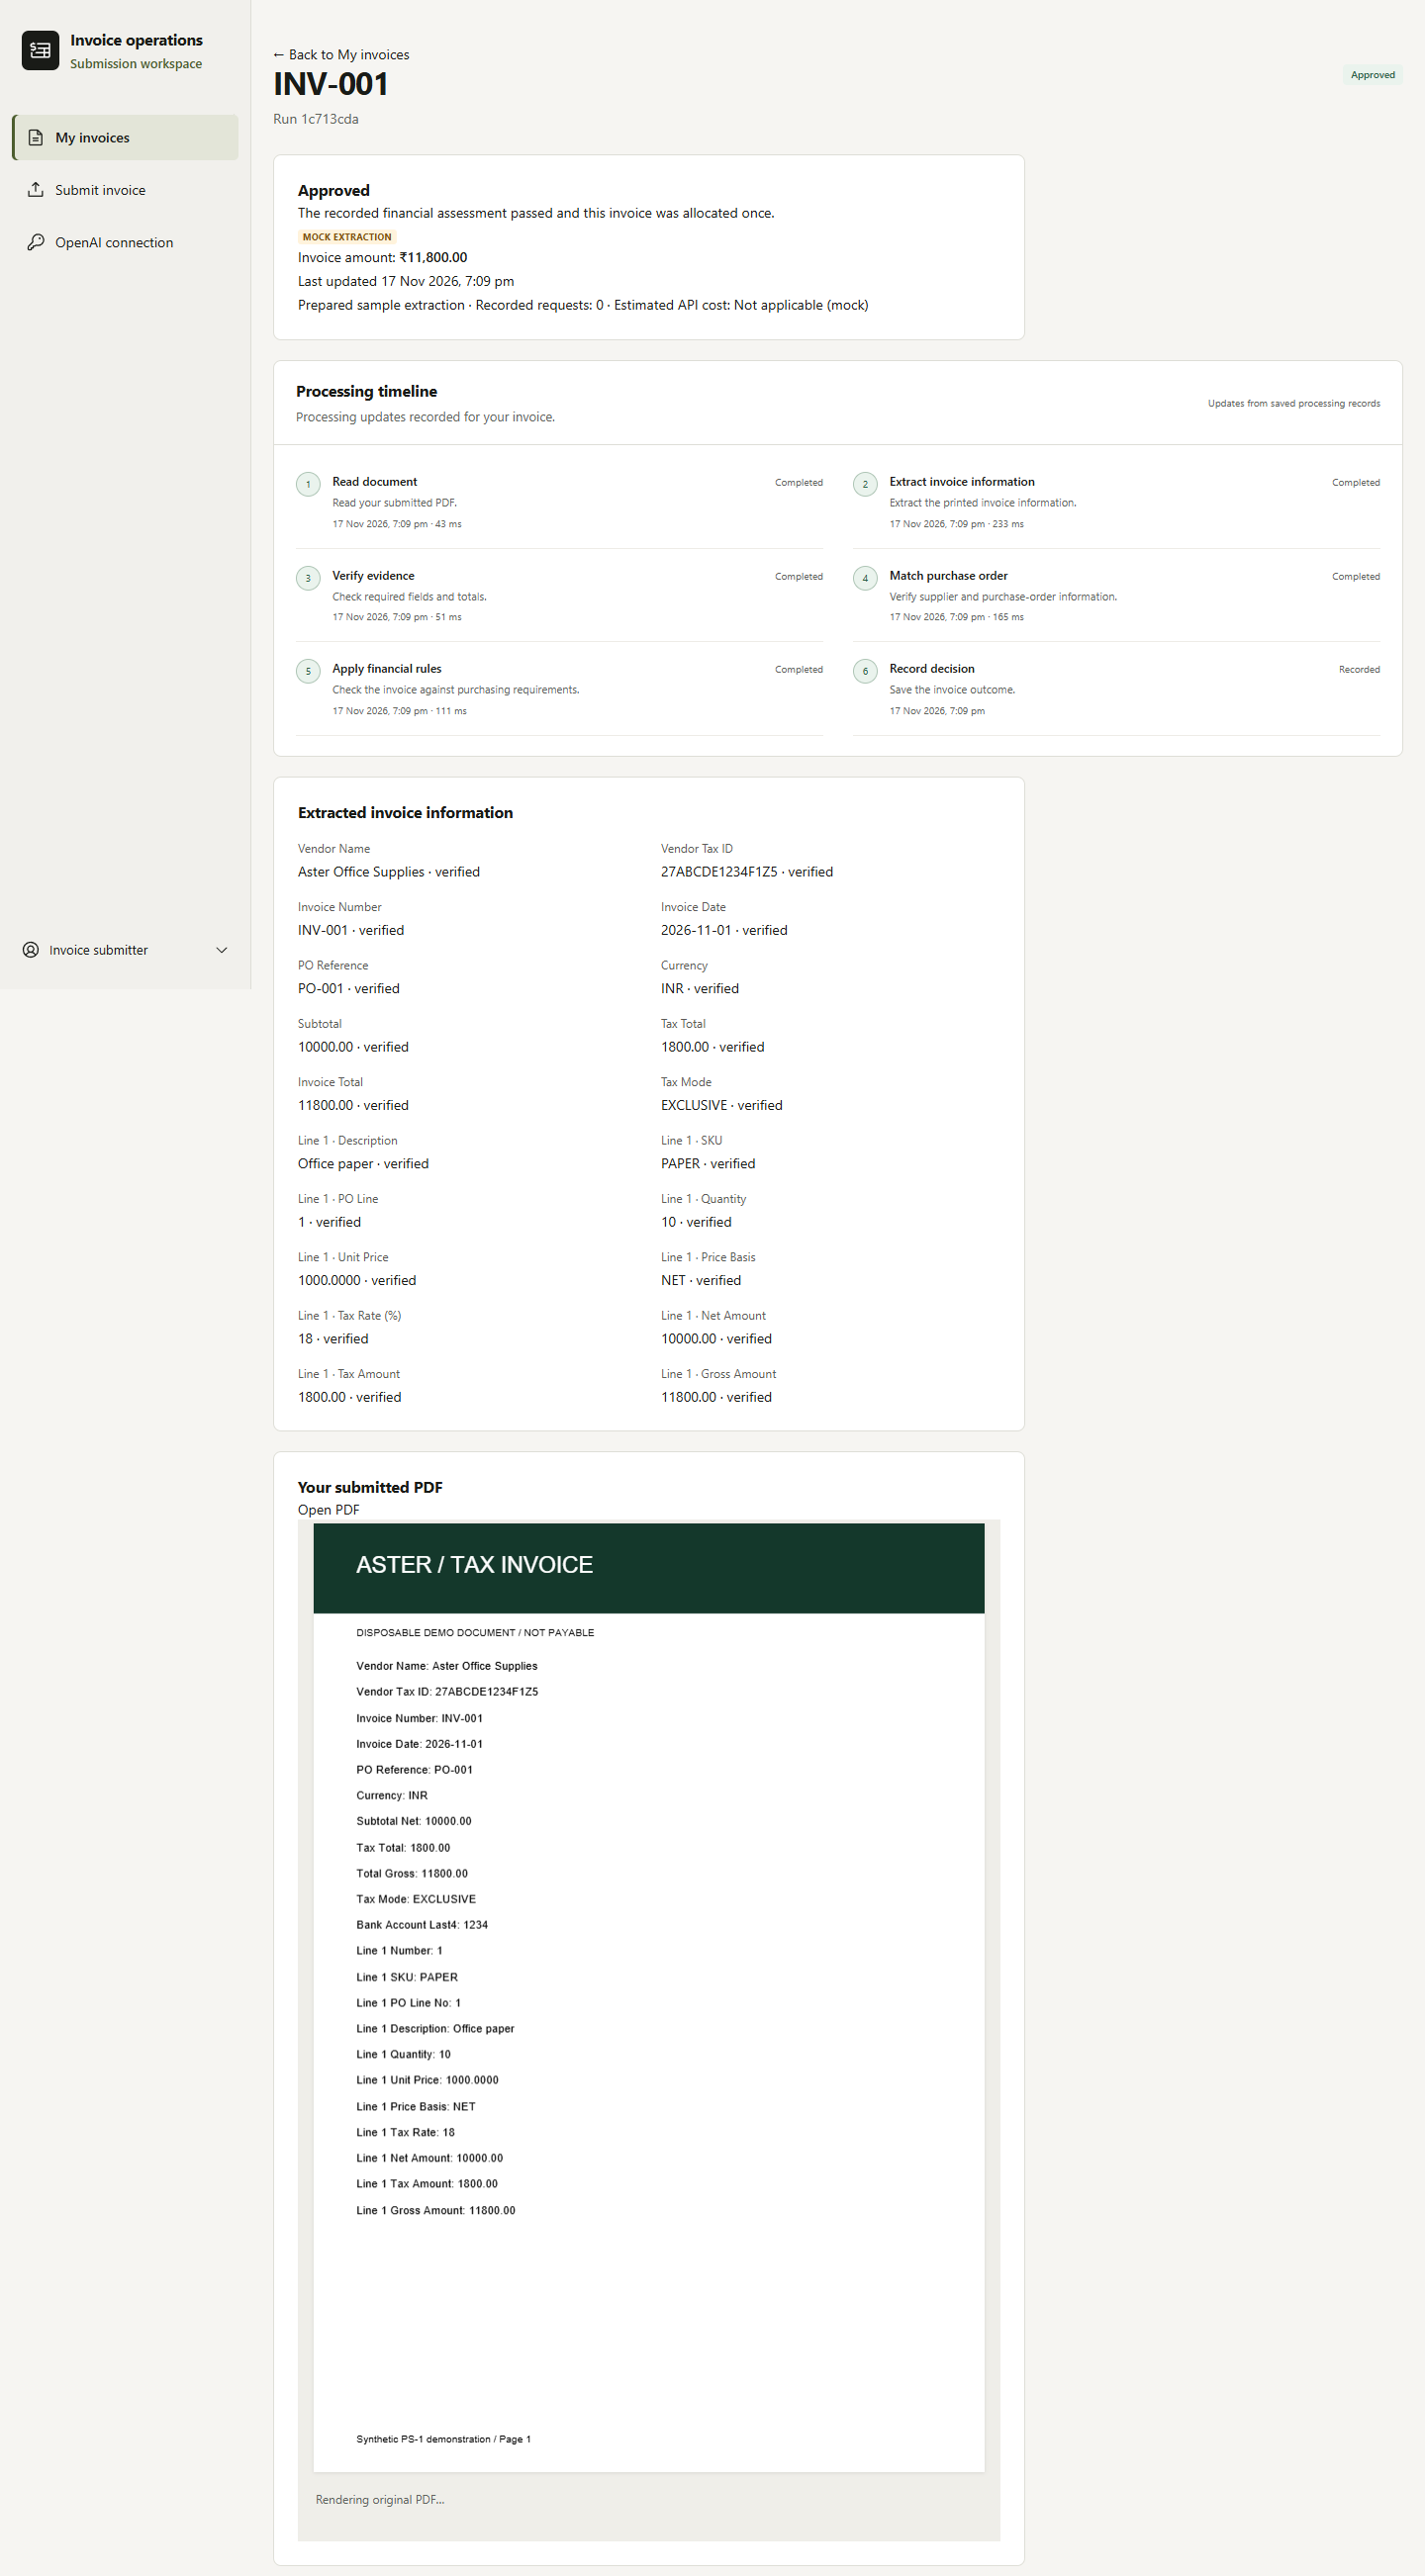 Invoice operations
Submission workspace
My invoices
Submit invoice
OpenAI connection
Invoice submitter
← Back to My invoices
INV-001
Run 1c713cda
Approved
Approved
The recorded financial assessment passed and this invoice was allocated once.
MOCK EXTRACTION
Invoice amount: ₹11,800.00
Last updated 17 Nov 2026, 7:09 pm
Prepared sample extraction · Recorded requests: 0 · Estimated API cost: Not applicable (mock)
Processing timeline
Processing updates recorded for your invoice.
Updates from saved processing records
1 Read document Completed
Read your submitted PDF.
17 Nov 2026, 7:09 pm · 43 ms
2 Extract invoice information Completed
Extract the printed invoice information.
17 Nov 2026, 7:09 pm · 233 ms
3 Verify evidence Completed
Check required fields and totals.
17 Nov 2026, 7:09 pm · 51 ms
4 Match purchase order Completed
Verify supplier and purchase-order information.
17 Nov 2026, 7:09 pm · 165 ms
5 Apply financial rules Completed
Check the invoice against purchasing requirements.
17 Nov 2026, 7:09 pm · 111 ms
6 Record decision Recorded
Save the invoice outcome.
17 Nov 2026, 7:09 pm
Extracted invoice information
Vendor Name
Aster Office Supplies · verified
Vendor Tax ID
27ABCDE1234F1Z5 · verified
Invoice Number
INV-001 · verified
Invoice Date
2026-11-01 · verified
PO Reference
PO-001 · verified
Currency
INR · verified
Subtotal
10000.00 · verified
Tax Total
1800.00 · verified
Invoice Total
11800.00 · verified
Tax Mode
EXCLUSIVE · verified
Line 1 · Description
Office paper · verified
Line 1 · SKU
PAPER · verified
Line 1 · PO Line
1 · verified
Line 1 · Quantity
10 · verified
Line 1 · Unit Price
1000.0000 · verified
Line 1 · Price Basis
NET · verified
Line 1 · Tax Rate (%)
18 · verified
Line 1 · Net Amount
10000.00 · verified
Line 1 · Tax Amount
1800.00 · verified
Line 1 · Gross Amount
11800.00 · verified
Your submitted PDF
Open PDF
ASTER / TAX INVOICE
DISPOSABLE DEMO DOCUMENT / NOT PAYABLE
Vendor Name: Aster Office Supplies
Vendor Tax ID: 27ABCDE1234F1Z5
Invoice Number: INV-001
Invoice Date: 2026-11-01
PO Reference: PO-001
Currency: INR
Subtotal Net: 10000.00
Tax Total: 1800.00
Total Gross: 11800.00
Tax Mode: EXCLUSIVE
Bank Account Last4: 1234
Line 1 Number: 1
Line 1 SKU: PAPER
Line 1 PO Line No: 1
Line 1 Description: Office paper
Line 1 Quantity: 10
Line 1 Unit Price: 1000.0000
Line 1 Price Basis: NET
Line 1 Tax Rate: 18
Line 1 Net Amount: 10000.00
Line 1 Tax Amount: 1800.00
Line 1 Gross Amount: 11800.00
Synthetic PS-1 demonstration / Page 1
Rendering original PDF...